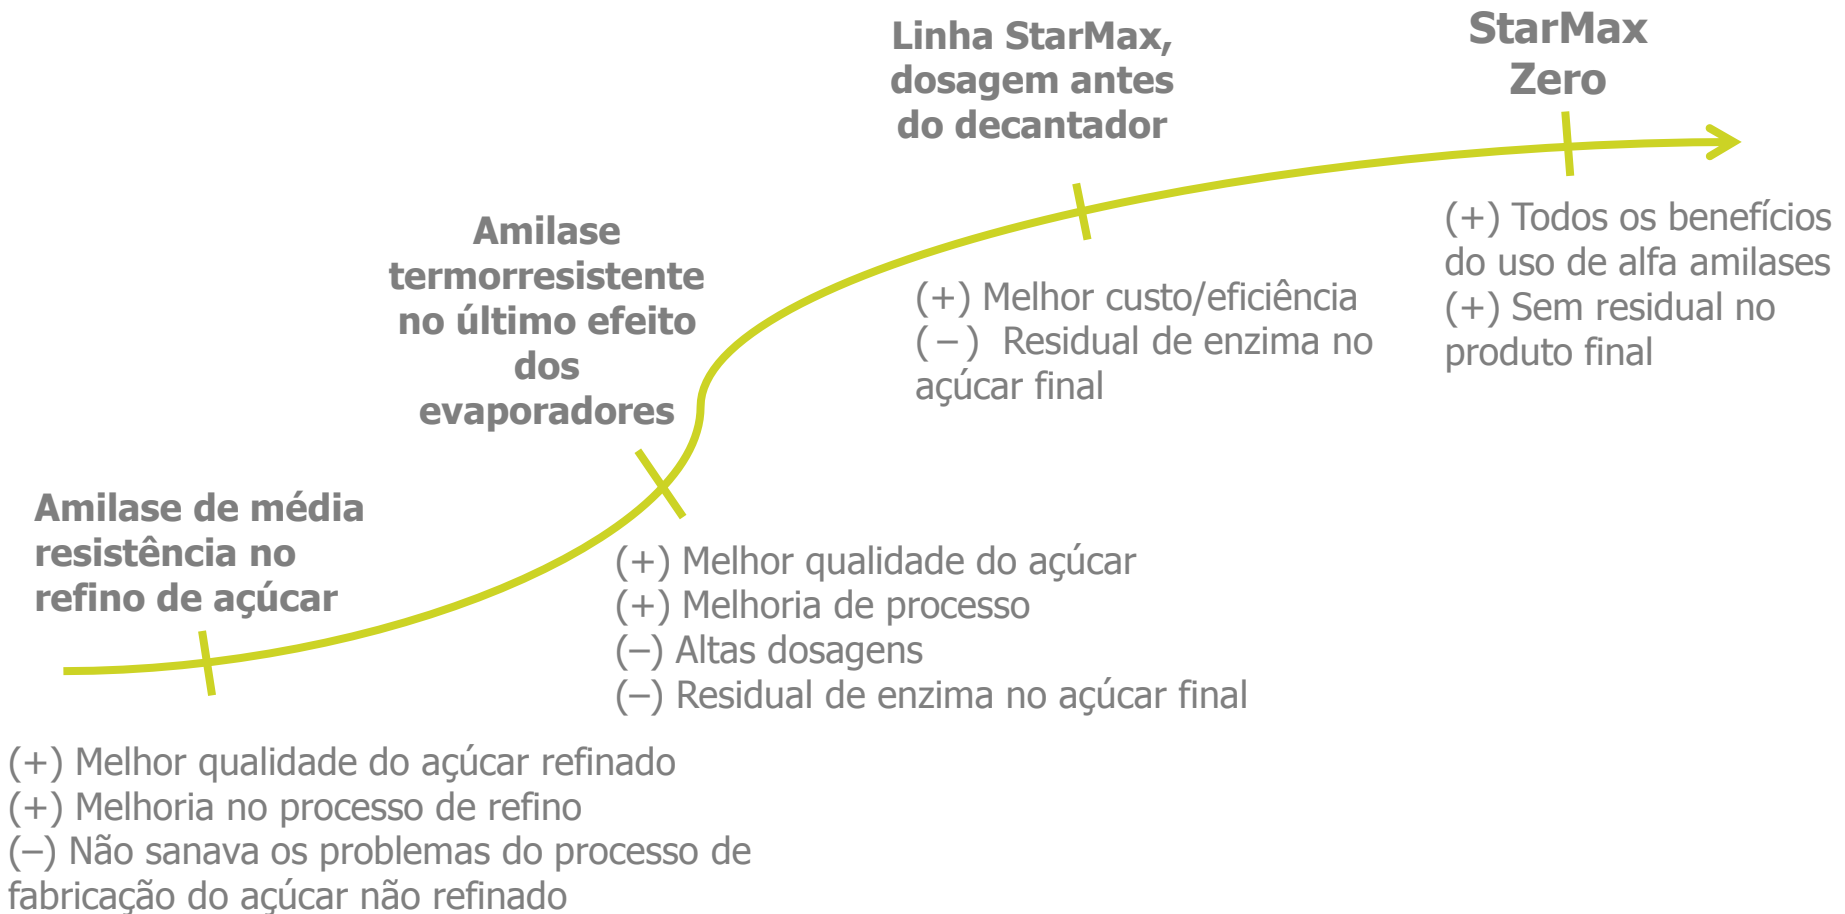 Amilase de média
resistência no
refino de açúcar
(+) Melhor qualidade do açúcar refinado
(+) Melhoria no processo de refino
(–) Não sanava os problemas do processo de
fabricação do açúcar não refinado
Amilase
termorresistente
no último efeito
dos
evaporadores
(+) Melhor qualidade do açúcar
(+) Melhoria de processo
(–) Altas dosagens
(–) Residual de enzima no açúcar final
Linha StarMax,
dosagem antes
do decantador
(+) Melhor custo/eficiência
( – )  Residual de enzima no
açúcar final
StarMax
Zero
(+) Todos os benefícios
do uso de alfa amilases
(+) Sem residual no
produto final